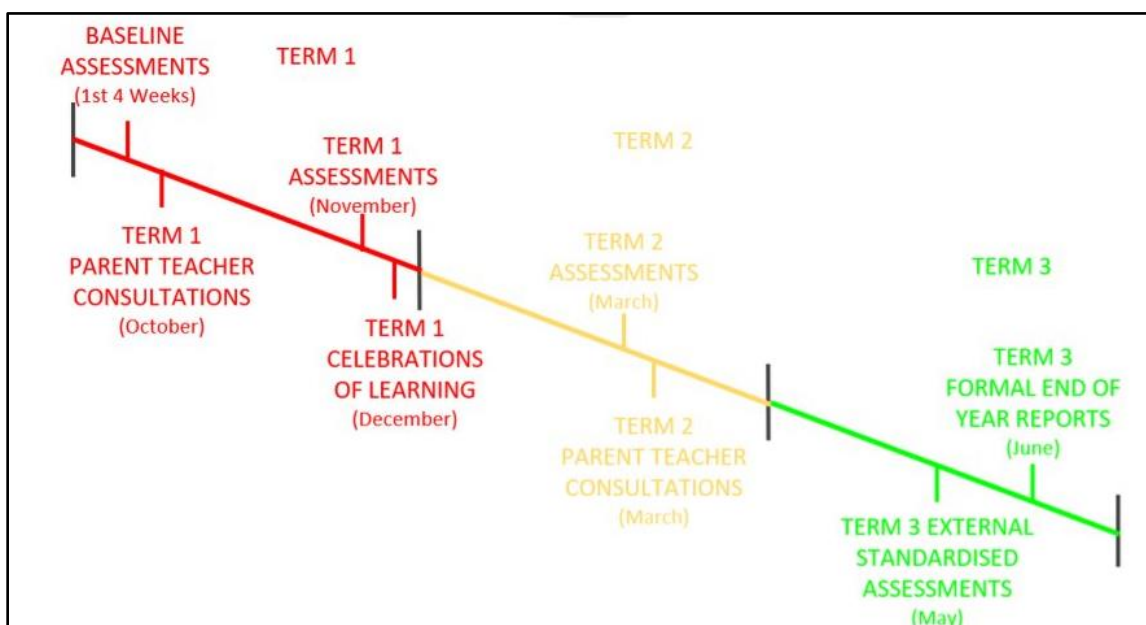 BASELINE
ASSESSMENTS
(1st 4 Weeks)
TERM 1
TERM 1
ASSESSMENTS
(November)
TERM 1
PARENT TEACHER
CONSULTATIONS
(October)
TERM 1
CELEBRATIONS
OF LEARNING
(December)
TERM 2
TERM 2
ASSESSMENTS
(March)
TERM 2
PARENT TEACHER
CONSULTATIONS
(March)
TERM 3
TERM 3
FORMAL END OF
YEAR REPORTS
(June)
TERM 3 EXTERNAL
STANDARDISED
ASSESSMENTS
(May)